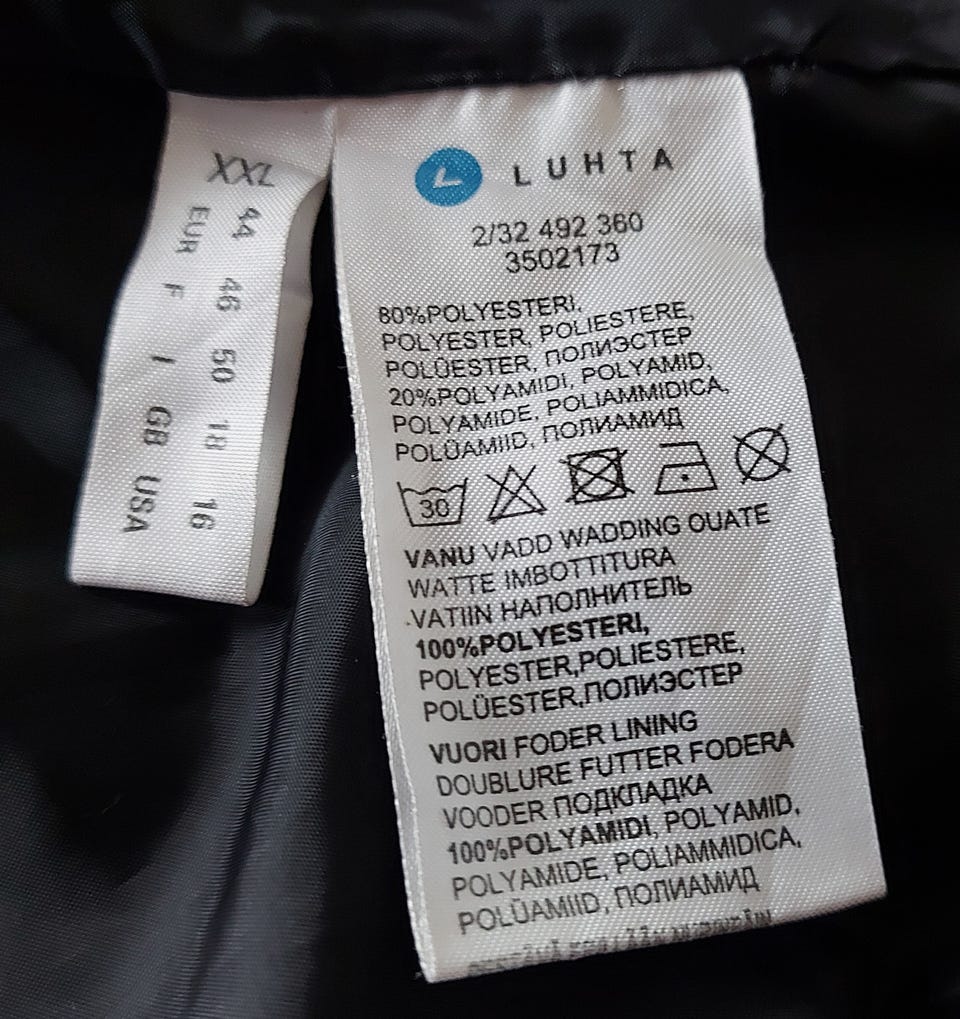 XXL
44 46 50 18 16
EUR F I GB USA
LUHTA
2/32 492 360
3502173
80%POLYESTERI,
POLYESTER, POLIESTERE,
POLÜESTER, ПОЛИЭСТЕР
20%POLYAMIDI, POLYAMID,
POLYAMIDE, POLIAMMIDICA,
POLÜAMIID, ПОЛИАМИД
30
VANU VADD WADDING OUATE
WATTE IMBOTTITURA
VATIIN НАПОЛНИТЕЛЬ
100%POLYESTERI,
POLYESTER,POLIESTERE,
POLÜESTER,ПОЛИЭСТЕР
VUORI FODER LINING
DOUBLURE FUTTER FODERA
VOODER ПОДКЛАДКА
100%POLYAMIDI, POLYAMID,
POLYAMIDE, POLIAMMIDICA,
POLÜAMIID, ПОЛИАМИД